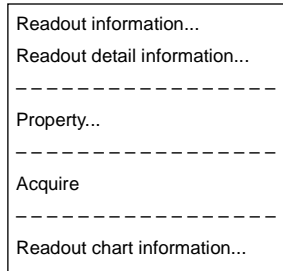 Readout information...
Readout detail information...
Property...
Acquire
Readout chart information...